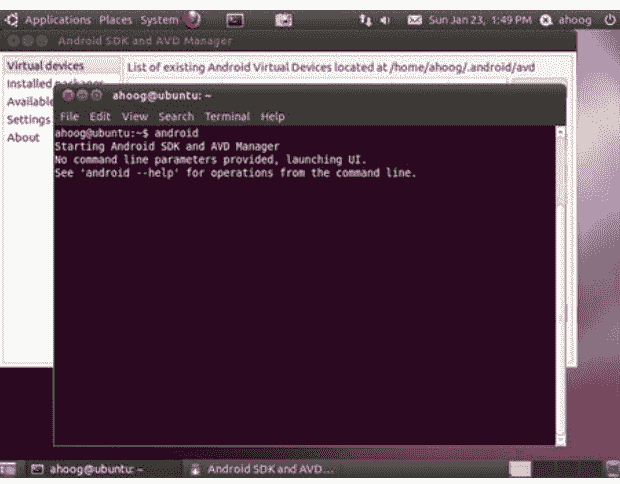 Applications Places System
Sun Jan 23, 1:49 PM ahoog
Android SDK and AVD Manager
Virtual devices
List of existing Android Virtual Devices located at /home/ahoog/.android/avd
Installed packages
Available
Settings
About
ahoog@ubuntu: ~
File Edit View Search Terminal Help
ahoog@ubuntu:~$ android
Starting Android SDK and AVD Manager
No command line parameters provided, launching UI.
See 'android --help' for operations from the command line.
ahoog@ubuntu: ~
Android SDK and AVD...